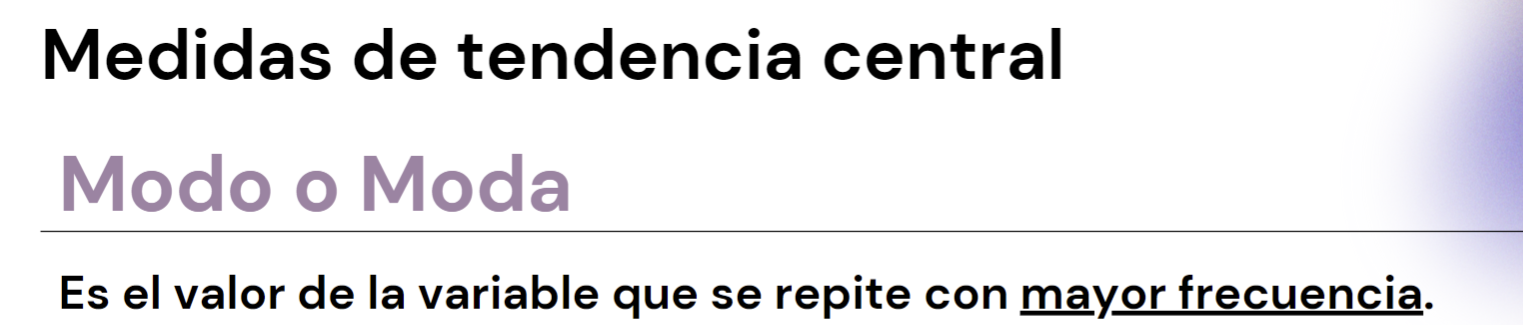 Medidas de tendencia central
Modo o Moda
Es el valor de la variable que se repite con mayor frecuencia.